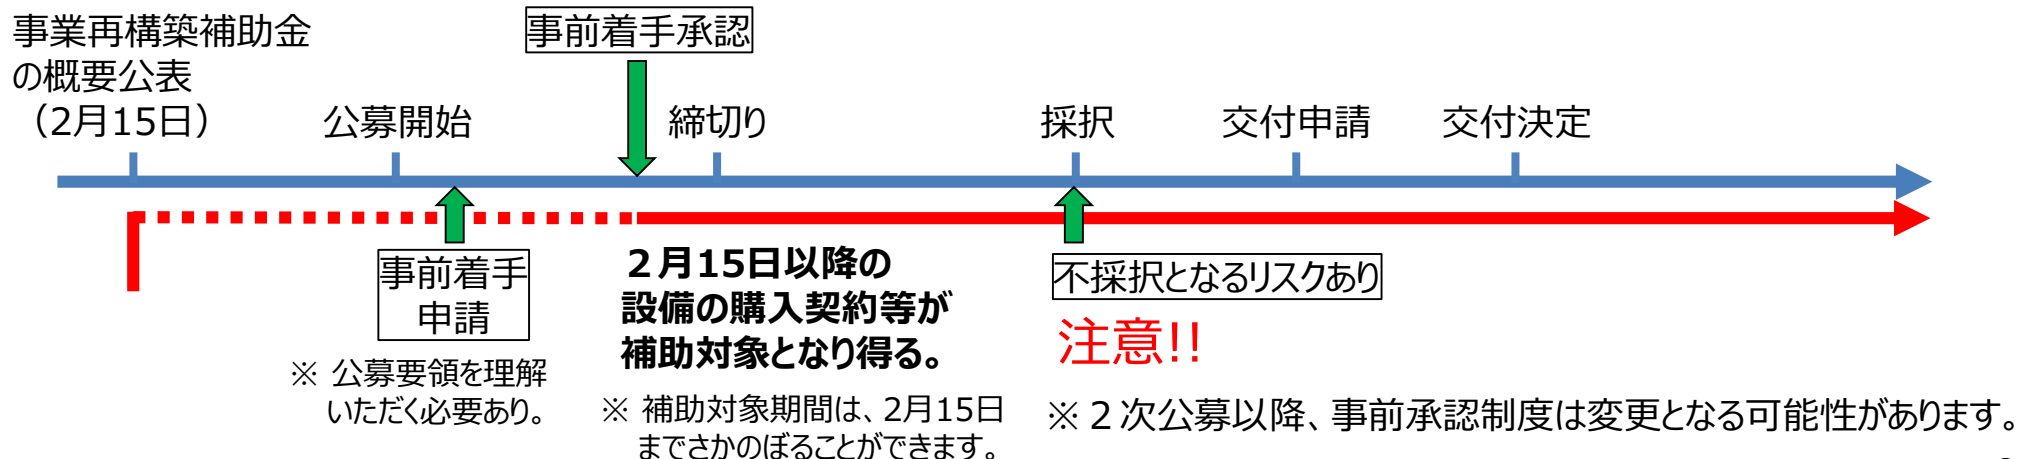 事業再構築補助金
の概要公表
（2月15日）
事前着手承認
公募開始
締切り
採択
交付申請
交付決定
事前着手
申請
※ 公募要領を理解
いただく必要あり。
２月15日以降の
設備の購入契約等が
補助対象となり得る。
※ 補助対象期間は、2月15日
までさかのぼることができます。
不採択となるリスクあり
注意!!
※２次公募以降、事前承認制度は変更となる可能性があります。